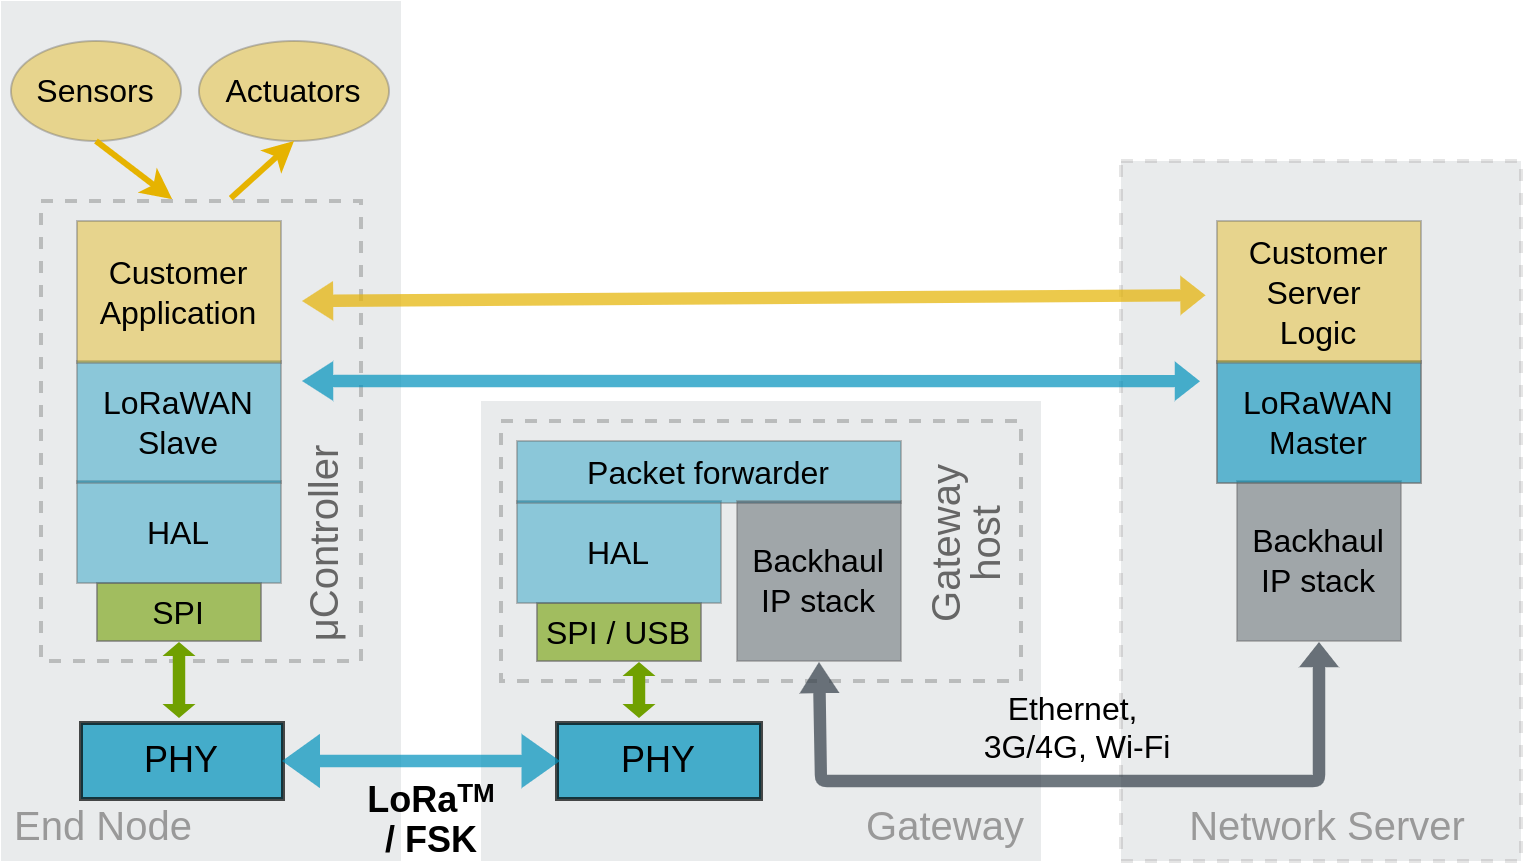 Sensors
Actuators
Customer
Application
LoRaWAN
Slave
HAL
SPI
μController
PHY
End Node
LoRa™
/ FSK
Packet forwarder
HAL
SPI / USB
Backhaul
IP stack
Gateway
host
PHY
Gateway
Ethernet,
3G/4G, Wi-Fi
Customer
Server
Logic
LoRaWAN
Master
Backhaul
IP stack
Network Server